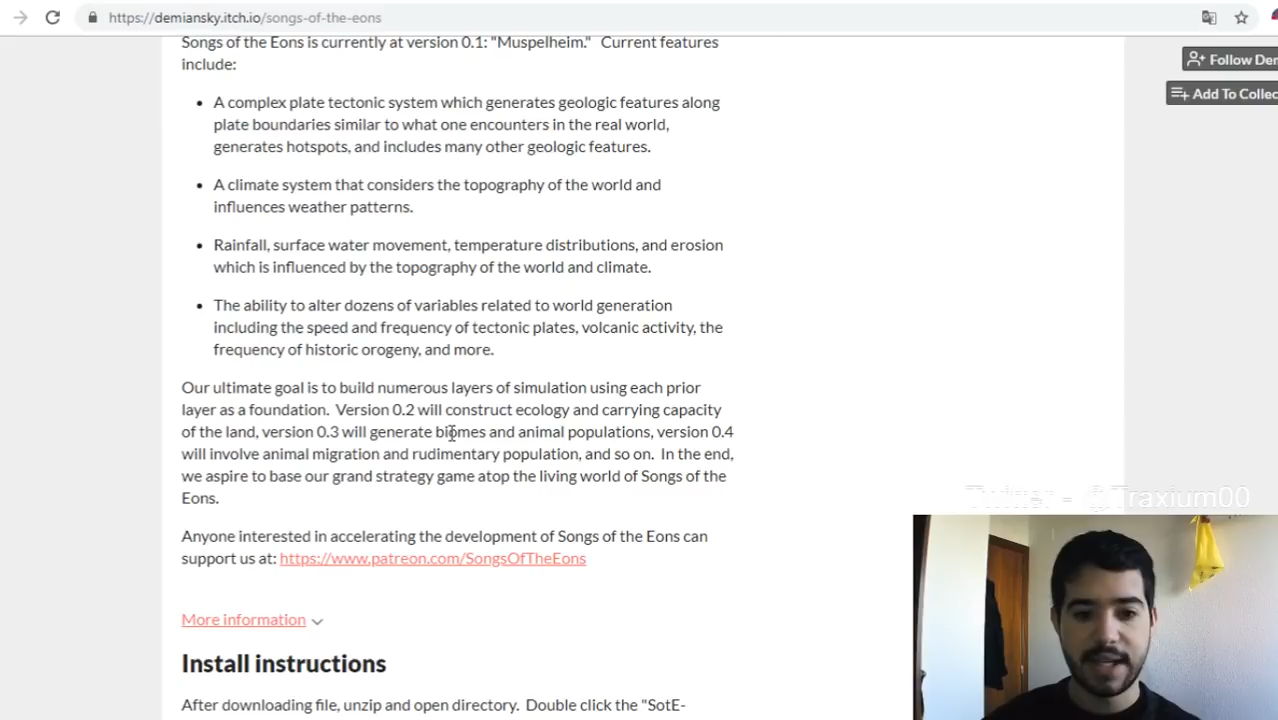 https://demiansky.itch.io/songs-of-the-eons
Songs of the Eons is currently at version 0.1: "Muspelheim." Current features
include:
Follow Dem
Add To Collec
• A complex plate tectonic system which generates geologic features along
plate boundaries similar to what one encounters in the real world,
generates hotspots, and includes many other geologic features.
• A climate system that considers the topography of the world and
influences weather patterns.
• Rainfall, surface water movement, temperature distributions, and erosion
which is influenced by the topography of the world and climate.
• The ability to alter dozens of variables related to world generation
including the speed and frequency of tectonic plates, volcanic activity, the
frequency of historic orogeny, and more.
Our ultimate goal is to build numerous layers of simulation using each prior
layer as a foundation. Version 0.2 will construct ecology and carrying capacity
of the land, version 0.3 will generate biomes and animal populations, version 0.4
will involve animal migration and rudimentary population, and so on. In the end,
we aspire to base our grand strategy game atop the living world of Songs of the
Eons.
Twitter - @Traxium00
Anyone interested in accelerating the development of Songs of the Eons can
support us at: https://www.patreon.com/SongsOfTheEons
More information
Install instructions
After downloading file, unzip and open directory. Double click the "SotE-